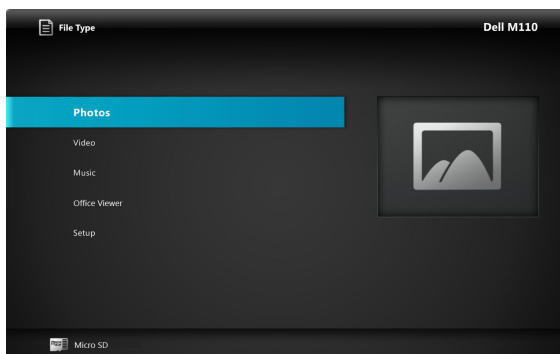 File Type
Dell M110
Photos
Video
Music
Office Viewer
Setup
Micro SD